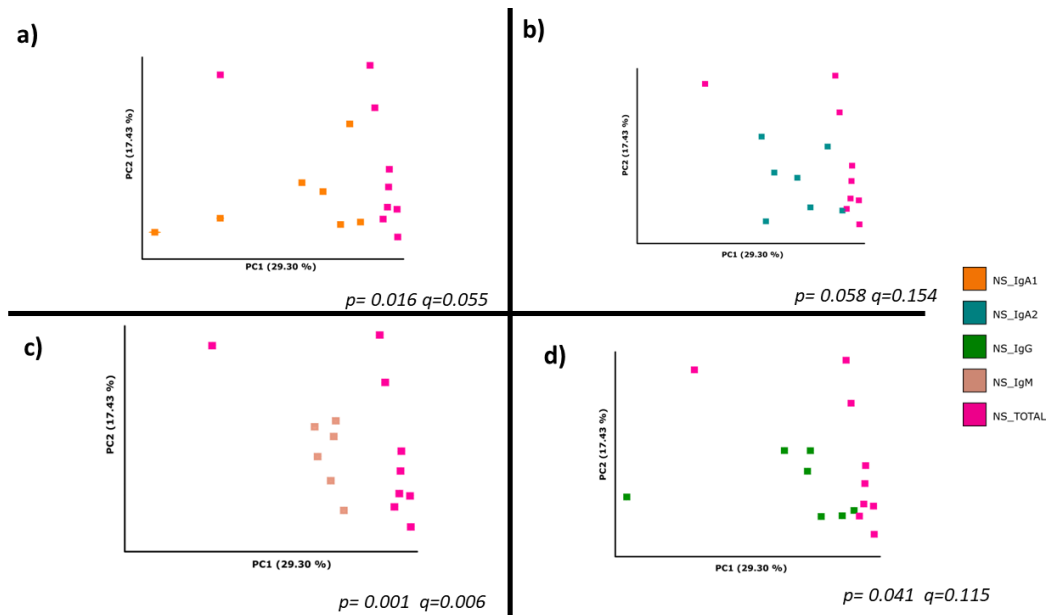 a)
PC2 (17.43 %)
PC1 (29.30 %)
p= 0.016 q=0.055
b)
PC2 (17.43 %)
PC1 (29.30 %)
p= 0.058 q=0.154
c)
PC2 (17.43 %)
PC1 (29.30 %)
p= 0.001 q=0.006
d)
PC2 (17.43 %)
PC1 (29.30 %)
p= 0.041 q=0.115
NS_IgA1
NS_IgA2
NS_IgG
NS_IgM
NS_TOTAL